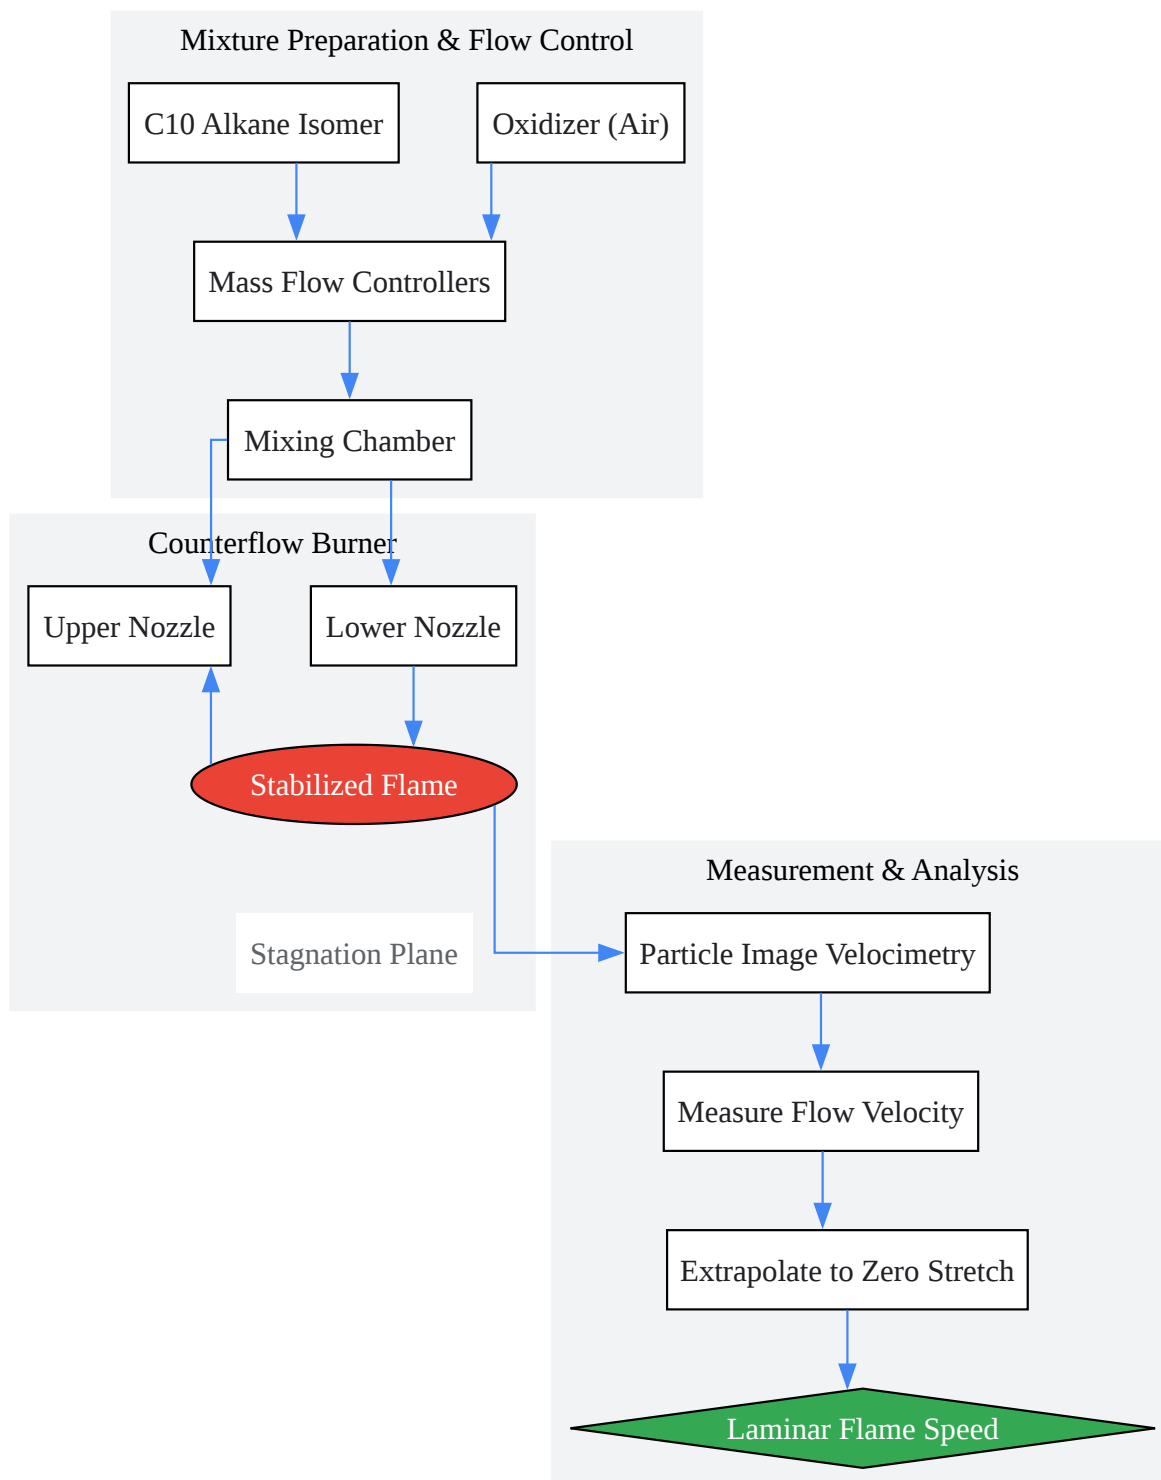 Mixture Preparation & Flow Control
C10 Alkane Isomer
Oxidizer (Air)
Mass Flow Controllers
Mixing Chamber
Counterflow Burner
Upper Nozzle
Lower Nozzle
Stabilized Flame
Stagnation Plane
Measurement & Analysis
Particle Image Velocimetry
Measure Flow Velocity
Extrapolate to Zero Stretch
Laminar Flame Speed